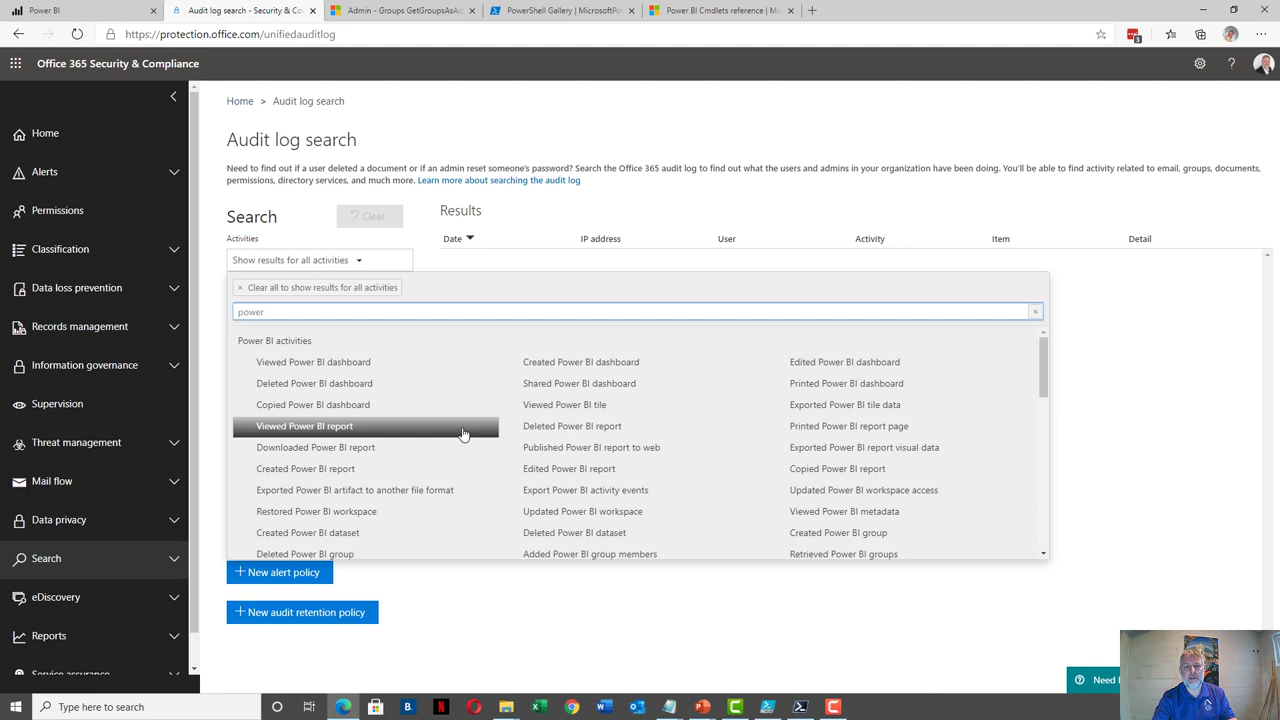 Power BI
Audit log search - Security & Co
Admin - Groups GetGroupsAsAd
PowerShell Gallery | MicrosoftPo
Power BI Cmdlets reference | Mi
https://protection.office.com/unifiedauditlog
3
Office 365 Security & Compliance
Home > Audit log search
Audit log search
Need to find out if a user deleted a document or if an admin reset someone's password? Search the Office 365 audit log to find out what the users and admins in your organization have been doing. You'll be able to find activity related to email, groups, documents,
permissions, directory services, and much more. Learn more about searching the audit log
Home
Alerts
Permissions
Classification
Data loss prevention
Records management
Information governance
Supervision
Threat management
Mail flow
Data privacy
Search
eDiscovery
Reports
Service assurance
Search
Clear
Results
Activities
Date IP address User Activity Item Detail
Show results for all activities
× Clear all to show results for all activities
power
Power BI activities
Viewed Power BI dashboard Created Power BI dashboard Edited Power BI dashboard
Deleted Power BI dashboard Shared Power BI dashboard Printed Power BI dashboard
Copied Power BI dashboard Viewed Power BI tile Exported Power BI tile data
Viewed Power BI report Deleted Power BI report Printed Power BI report page
Downloaded Power BI report Published Power BI report to web Exported Power BI report visual data
Created Power BI report Edited Power BI report Copied Power BI report
Exported Power BI artifact to another file format Export Power BI activity events Updated Power BI workspace access
Restored Power BI workspace Updated Power BI workspace Viewed Power BI metadata
Created Power BI dataset Deleted Power BI dataset Created Power BI group
Deleted Power BI group Added Power BI group members Retrieved Power BI groups
+ New alert policy
+ New audit retention policy
Need
Type here to search